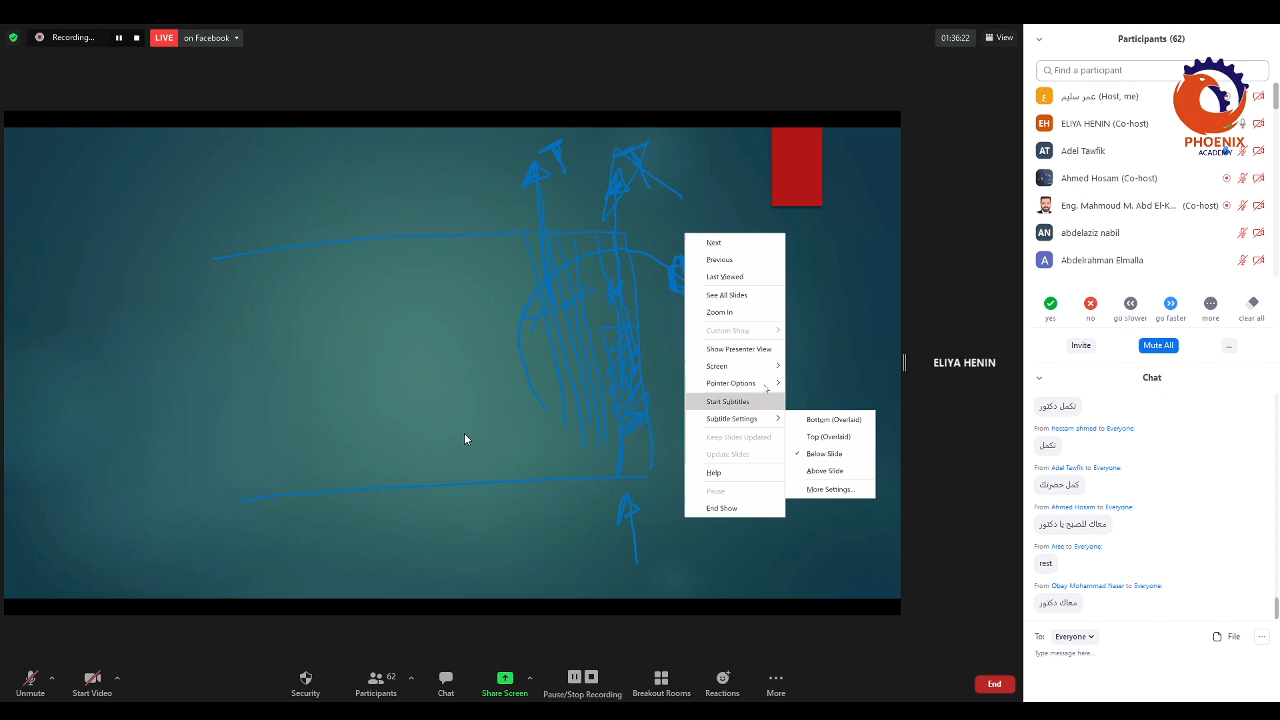 Recording...
LIVE
on Facebook
01:36:22
View
Participants (62)
Find a participant
ع
عمر سليم (Host, me)
EH
ELIYA HENIN (Co-host)
AT
Adel Tawfik
Ahmed Hosam (Co-host)
Eng. Mahmoud M. Abd El-K... (Co-host)
AN
abdelaziz nabil
A
Abdelrahman Elmalla
PHOENIX
ACADEMY
yes
no
go slower
go faster
more
clear all
Invite
Mute All
...
Chat
نكمل دكتور
From hossam ahmed to Everyone:
نكمل
From Adel Tawfik to Everyone:
كمل حضرتك
From Ahmed Hosam to Everyone:
معاك للصبح يا دكتور
From Aree to Everyone:
rest
From Obay Mohammad Naser to Everyone:
معاك دكتور
To: Everyone
File
Type message here...
ELIYA HENIN
Next
Previous
Last Viewed
See All Slides
Zoom In
Custom Show
Show Presenter View
Screen
Pointer Options
Start Subtitles
Subtitle Settings
Keep Slides Updated
Update Slides
Help
Pause
End Show
Bottom (Overlaid)
Top (Overlaid)
Below Slide
Above Slide
More Settings...
Unmute
Start Video
Security
62
Participants
Chat
Share Screen
Pause/Stop Recording
Breakout Rooms
Reactions
More
End